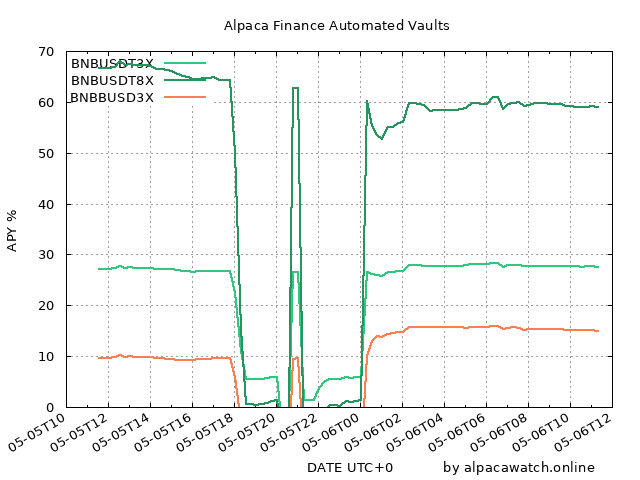 Alpaca Finance Automated Vaults
BNBUSDT3X
BNBUSDT8X
BNBBUSD3X
APY %
70
60
50
40
30
20
10
0
05-05T10
05-05T12
05-05T14
05-05T16
05-05T18
05-05T20
05-05T22
05-06T00
05-06T02
05-06T04
05-06T06
05-06T08
05-06T10
05-06T12
DATE UTC+0
by alpacawatch.online